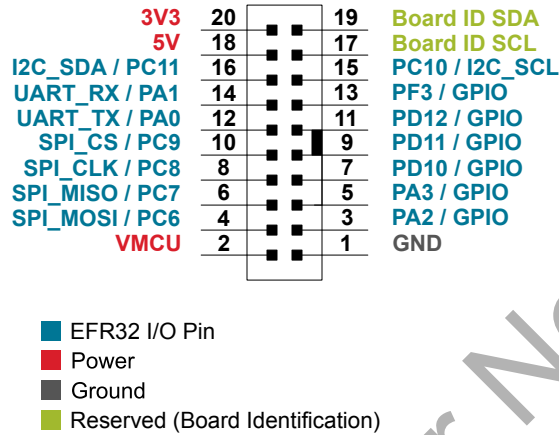 3V3 20 19 Board ID SDA
5V 18 17 Board ID SCL
I2C_SDA / PC11 16 15 PC10 / I2C_SCL
UART_RX / PA1 14 13 PF3 / GPIO
UART_TX / PA0 12 11 PD12 / GPIO
SPI_CS / PC9 10 9 PD11 / GPIO
SPI_CLK / PC8 8 7 PD10 / GPIO
SPI_MISO / PC7 6 5 PA3 / GPIO
SPI_MOSI / PC6 4 3 PA2 / GPIO
VMCU 2 1 GND
EFR32 I/O Pin
Power
Ground
Reserved (Board Identification)